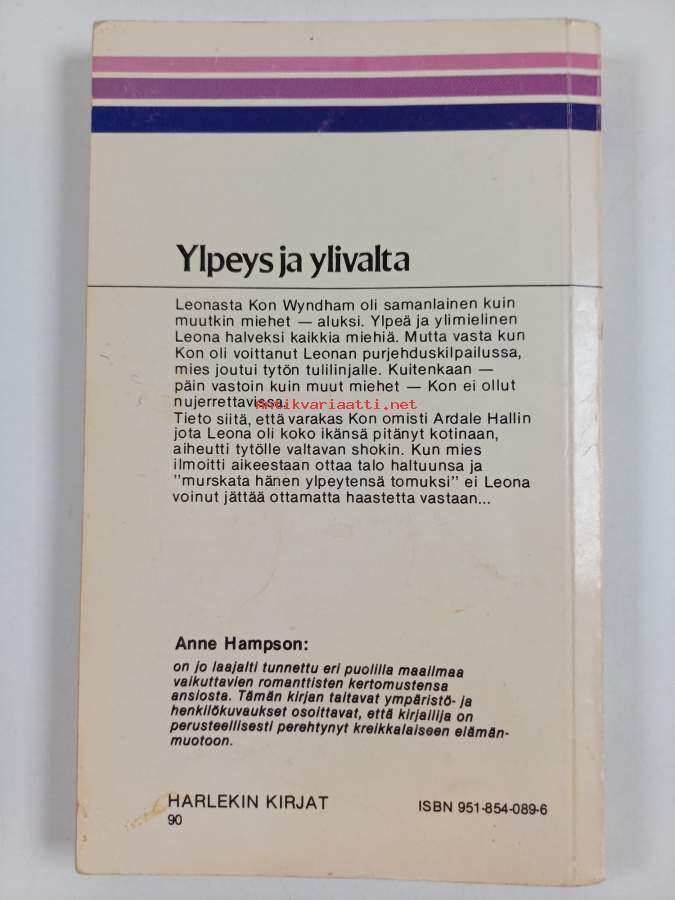 Ylpeys ja ylivalta
Leonasta Kon Wyndham oli samanlainen kuin
muutkin miehet — aluksi. Ylpeä ja ylimielinen
Leona halveksi kaikkia miehiä. Mutta vasta kun
Kon oli voittanut Leonan purjehduskilpailussa,
mies joutui tytön tulilinjalle. Kuitenkaan —
päin vastoin kuin muut miehet — Kon ei ollut
nujerrettavissa.
antikvariaatti.net
Tieto siitä, että varakas Kon omisti Ardale Hallin
jota Leona oli koko ikänsä pitänyt kotinaan,
aiheutti tytölle valtavan shokin. Kun mies
ilmoitti aikeestaan ottaa talo haltuunsa ja
"murskata hänen ylpeytensä tomuksi" ei Leona
voinut jättää ottamatta haastetta vastaan...
Anne Hampson:
on jo laajalti tunnettu eri puolilla maailmaa
vaikuttavien romanttisten kertomustensa
ansiosta. Tämän kirjan taitavat ympäristö- ja
henkilökuvaukset osoittavat, että kirjailija on
perusteellisesti perehtynyt kreikkalaiseen elämän-
muotoon.
HARLEKIN KIRJAT
90
ISBN 951-854-089-6